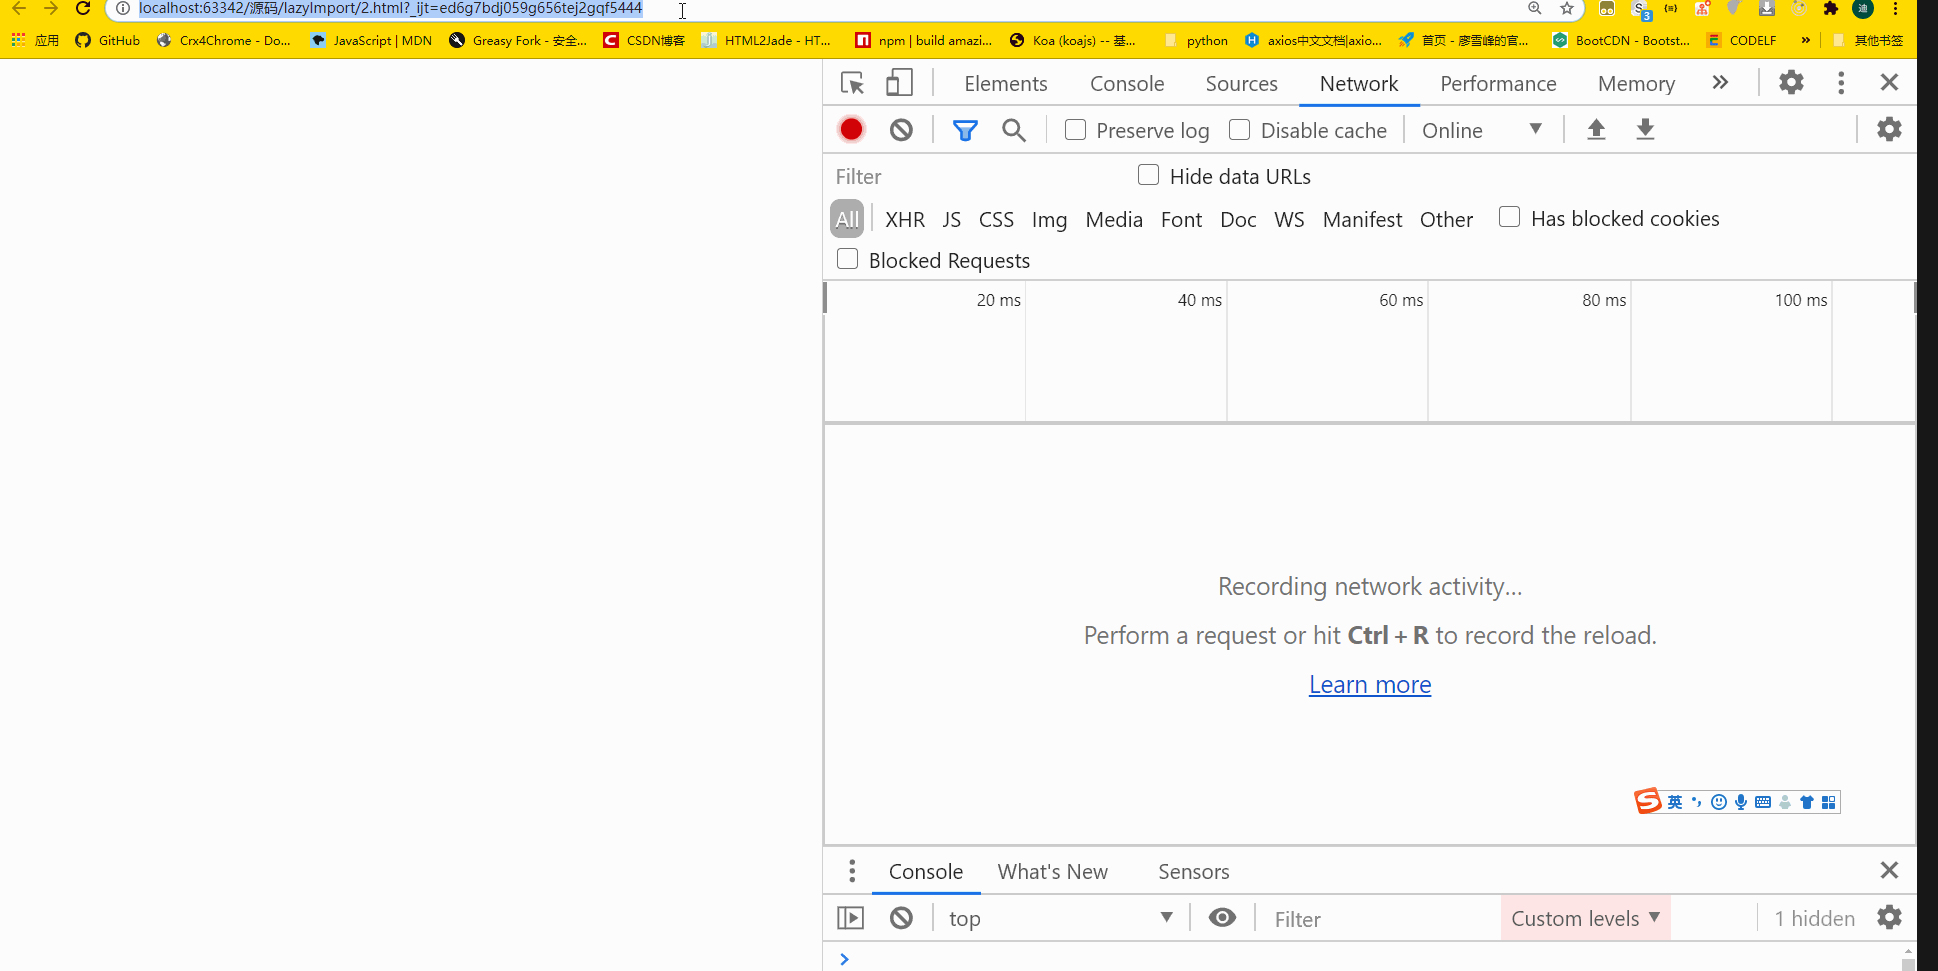 localhost:63342/源码/lazyImport/2.html?_ijt=ed6g7bdj059g656tej2gqf5444
3
迪
应用 GitHub Crx4Chrome - Do... JavaScript | MDN Greasy Fork - 安全... CSDN博客 HTML2Jade - HT... npm | build amazi... Koa (koajs) -- 基... python axios中文文档|axio... 首页 - 廖雪峰的官... BootCDN - Bootst... CODELF » 其他书签
Elements Console Sources Network Performance Memory »
Preserve log Disable cache Online
Filter Hide data URLs
All XHR JS CSS Img Media Font Doc WS Manifest Other Has blocked cookies
Blocked Requests
20 ms 40 ms 60 ms 80 ms 100 ms
Recording network activity...
Perform a request or hit Ctrl + R to record the reload.
Learn more
英
Console What's New Sensors
top Filter Custom levels 1 hidden